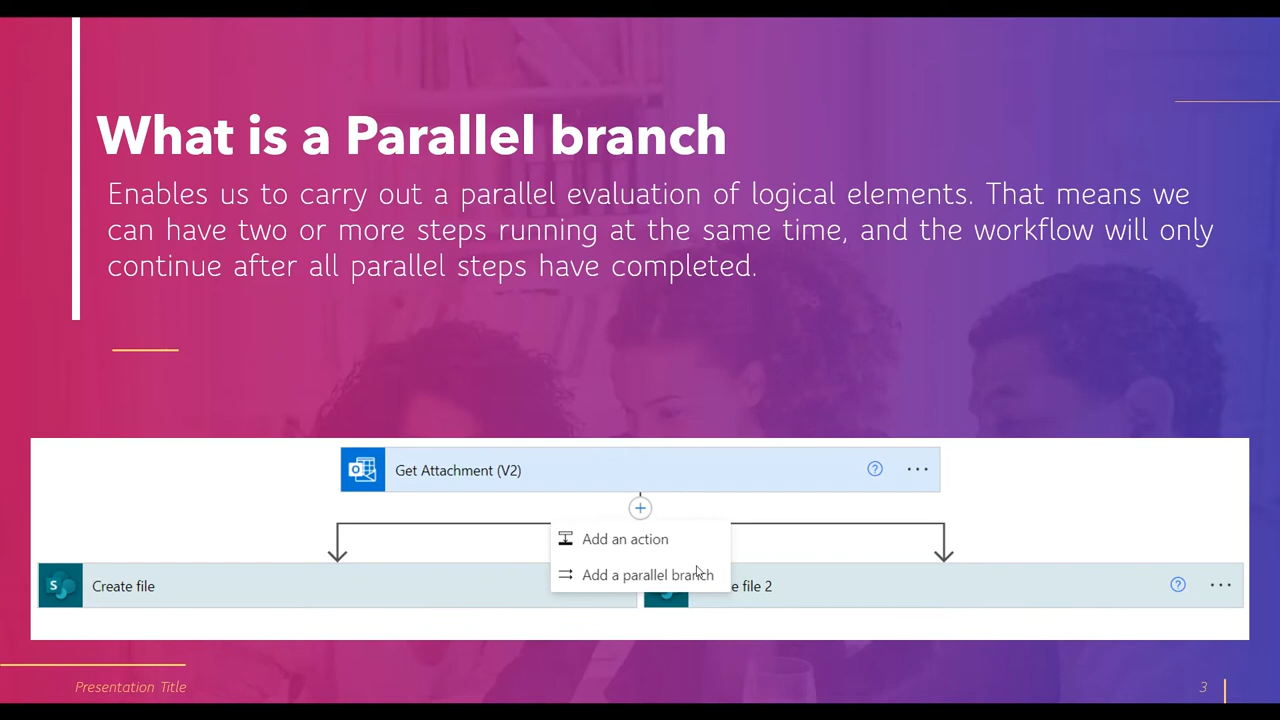 What is a Parallel branch
Enables us to carry out a parallel evaluation of logical elements. That means we
can have two or more steps running at the same time, and the workflow will only
continue after all parallel steps have completed.
Get Attachment (V2)
Add an action
Add a parallel branch
Create file
e file 2
Presentation Title
3